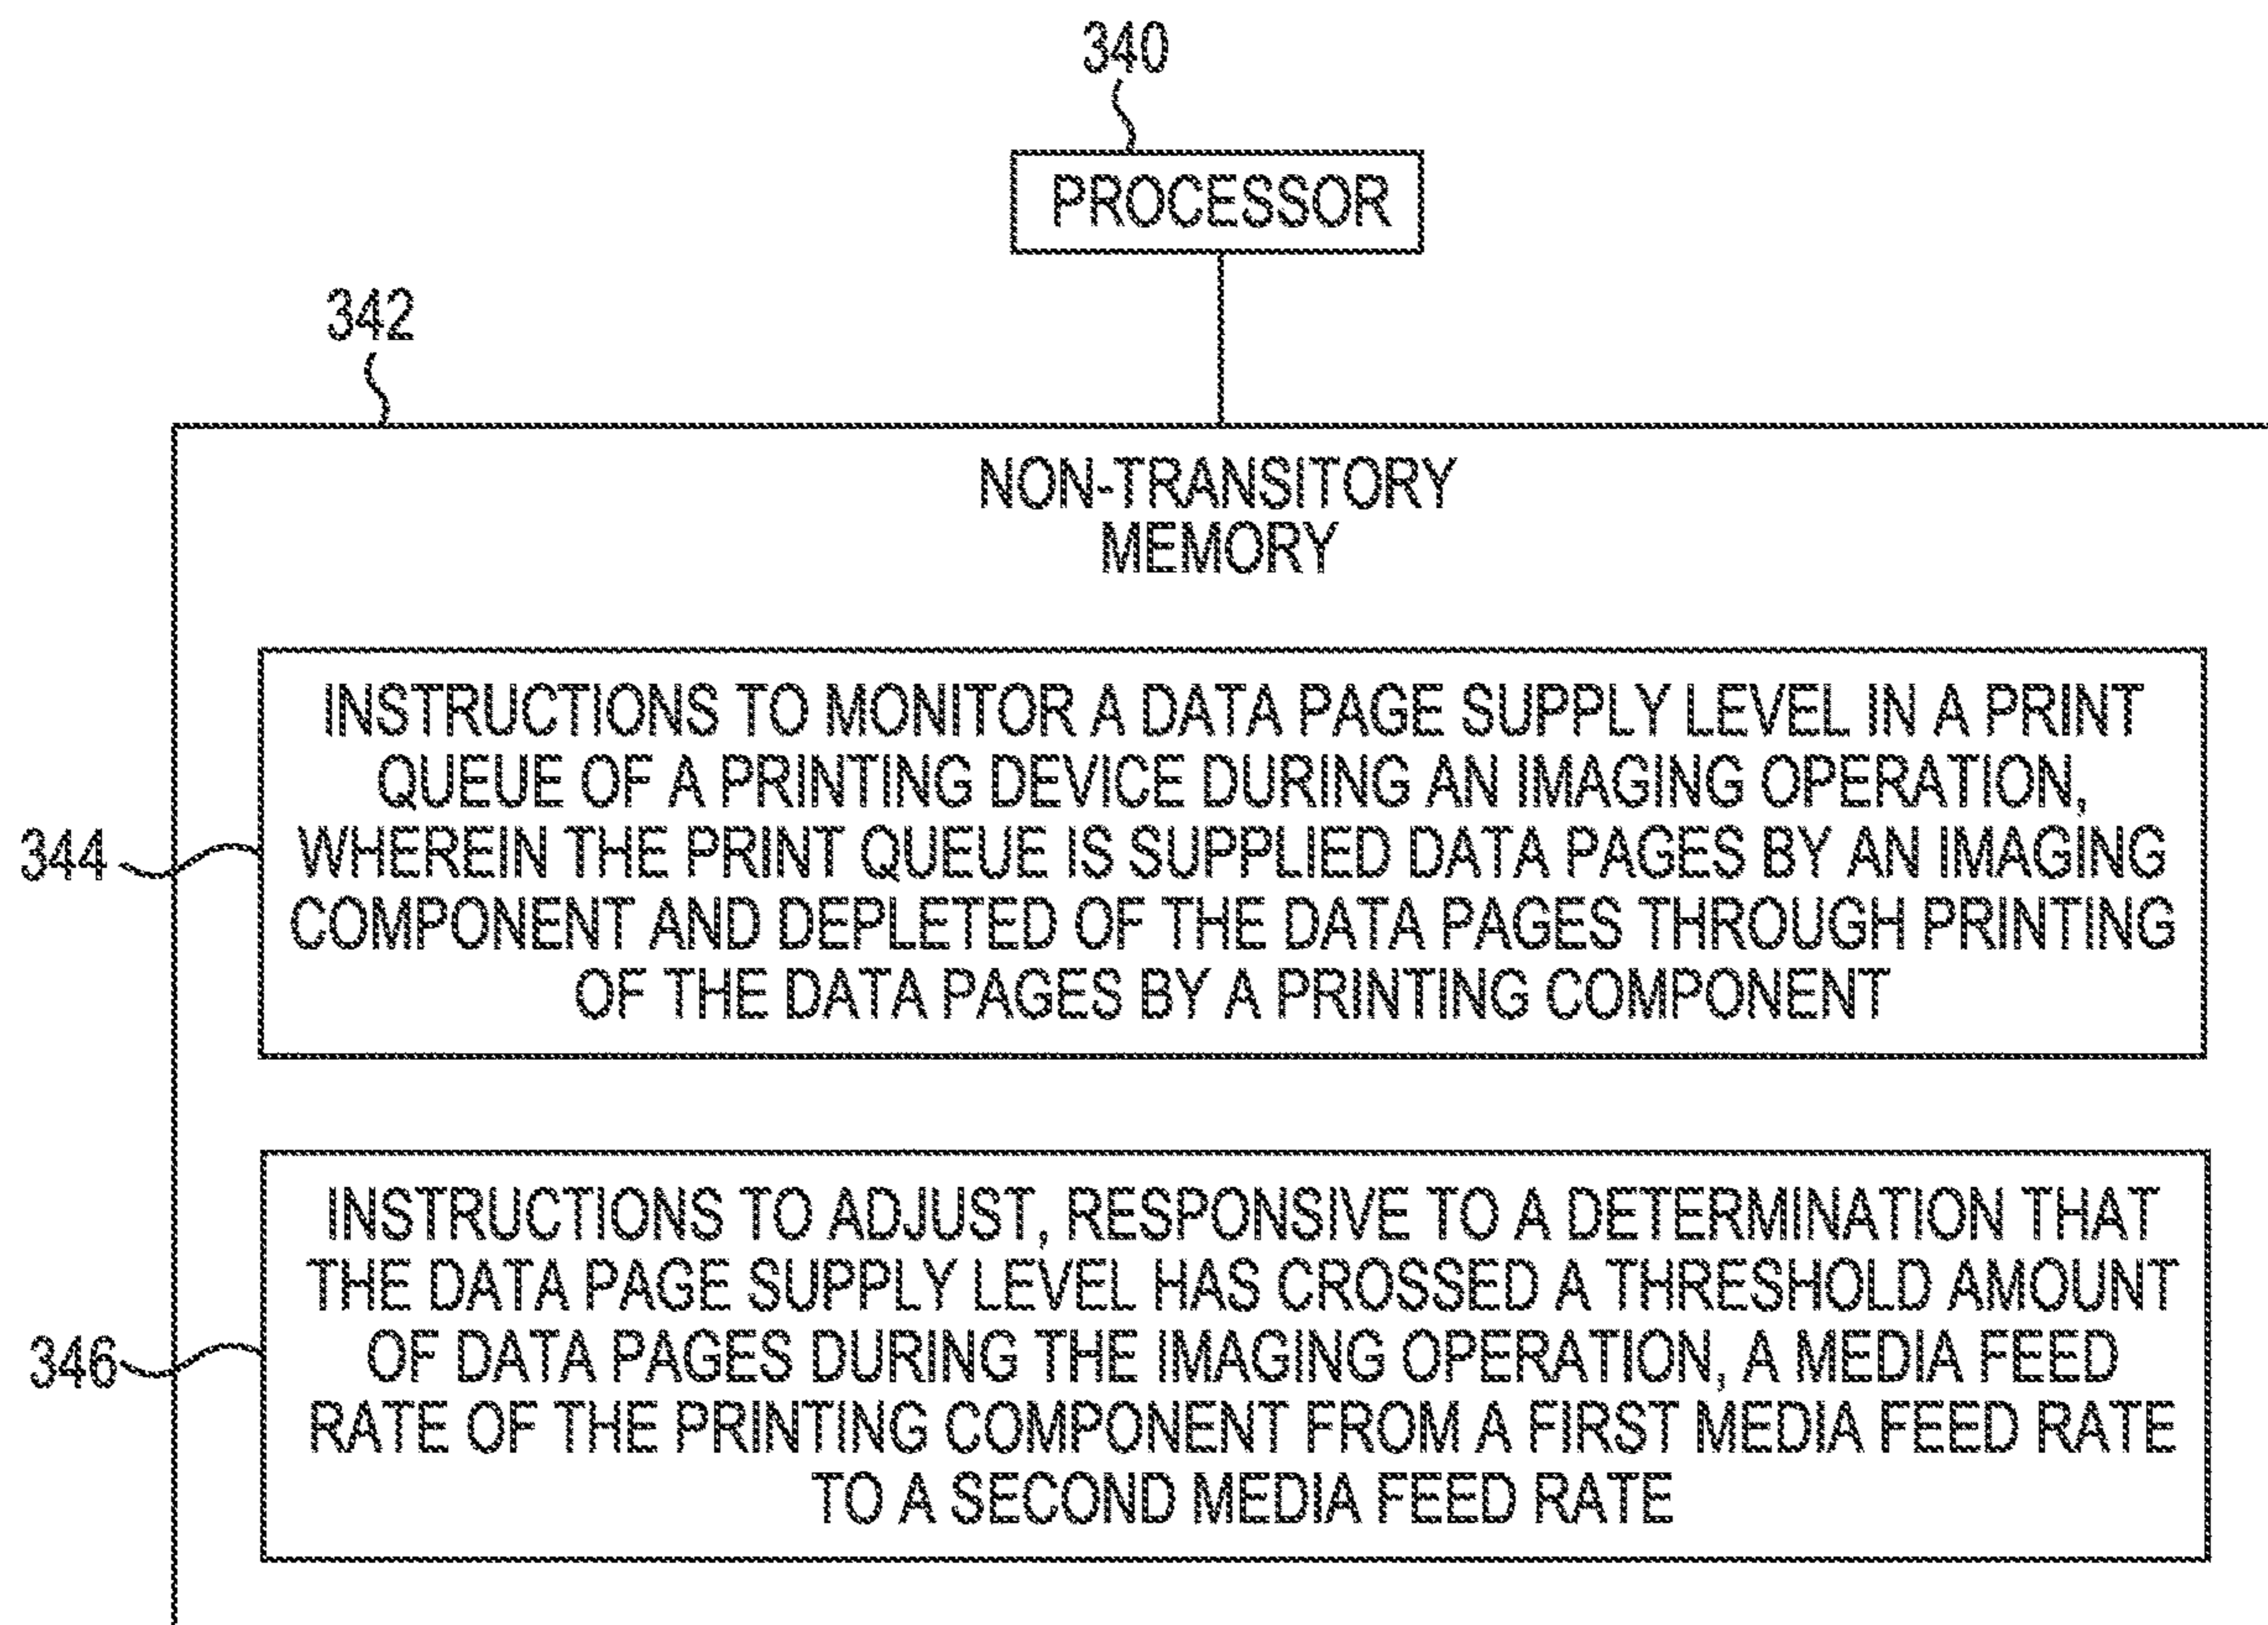 340
PROCESSOR
342
NON-TRANSITORY
MEMORY
INSTRUCTIONS TO MONITOR A DATA PAGE SUPPLY LEVEL IN A PRINT
QUEUE OF A PRINTING DEVICE DURING AN IMAGING OPERATION,
344
WHEREIN THE PRINT QUEUE IS SUPPLIED DATA PAGES BY AN IMAGING
COMPONENT AND DEPLETED OF THE DATA PAGES THROUGH PRINTING
OF THE DATA PAGES BY A PRINTING COMPONENT
INSTRUCTIONS TO ADJUST, RESPONSIVE TO A DETERMINATION THAT
THE DATA PAGE SUPPLY LEVEL HAS CROSSED A THRESHOLD AMOUNT
346
OF DATA PAGES DURING THE IMAGING OPERATION, A MEDIA FEED
RATE OF THE PRINTING COMPONENT FROM A FIRST MEDIA FEED RATE
TO A SECOND MEDIA FEED RATE